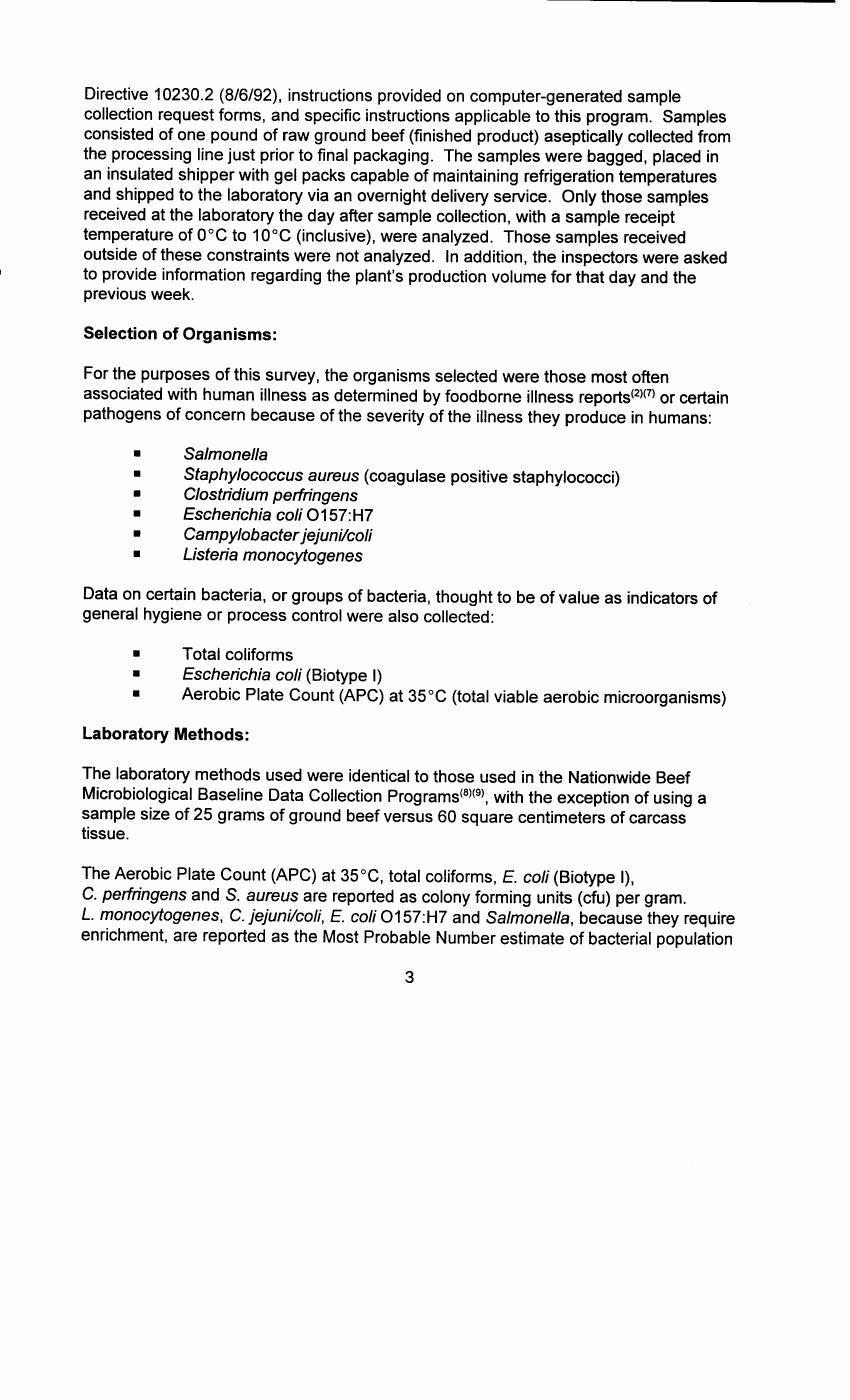 Directive 10230.2 (8/6/92), instructions provided on computer-generated sample
collection request forms, and specific instructions applicable to this program. Samples
consisted of one pound of raw ground beef (finished product) aseptically collected from
the processing line just prior to final packaging. The samples were bagged, placed in
an insulated shipper with gel packs capable of maintaining refrigeration temperatures
and shipped to the laboratory via an overnight delivery service. Only those samples
received at the laboratory the day after sample collection, with a sample receipt
temperature of 0°C to 10°C (inclusive), were analyzed. Those samples received
outside of these constraints were not analyzed. In addition, the inspectors were asked
to provide information regarding the plant's production volume for that day and the
previous week.
Selection of Organisms:
For the purposes of this survey, the organisms selected were those most often
associated with human illness as determined by foodborne illness reports(2)(7) or certain
pathogens of concern because of the severity of the illness they produce in humans:
▪ Salmonella
▪ Staphylococcus aureus (coagulase positive staphylococci)
▪ Clostridium perfringens
▪ Escherichia coli O157:H7
▪ Campylobacter jejuni/coli
▪ Listeria monocytogenes
Data on certain bacteria, or groups of bacteria, thought to be of value as indicators of
general hygiene or process control were also collected:
▪ Total coliforms
▪ Escherichia coli (Biotype I)
▪ Aerobic Plate Count (APC) at 35°C (total viable aerobic microorganisms)
Laboratory Methods:
The laboratory methods used were identical to those used in the Nationwide Beef
Microbiological Baseline Data Collection Programs(8)(9), with the exception of using a
sample size of 25 grams of ground beef versus 60 square centimeters of carcass
tissue.
The Aerobic Plate Count (APC) at 35°C, total coliforms, E. coli (Biotype I),
C. perfringens and S. aureus are reported as colony forming units (cfu) per gram.
L. monocytogenes, C. jejuni/coli, E. coli O157:H7 and Salmonella, because they require
enrichment, are reported as the Most Probable Number estimate of bacterial population
3